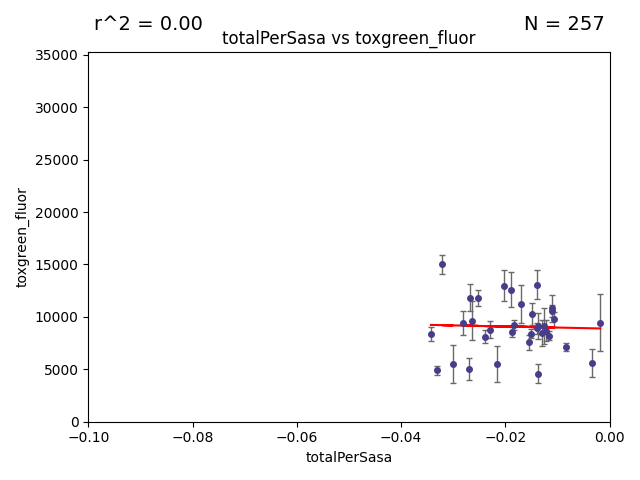 r^2 = 0.00
N = 257
totalPerSasa vs toxgreen_fluor
35000
30000
25000
20000
15000
10000
5000
0
toxgreen_fluor
−0.10
−0.08
−0.06
−0.04
−0.02
0.00
totalPerSasa